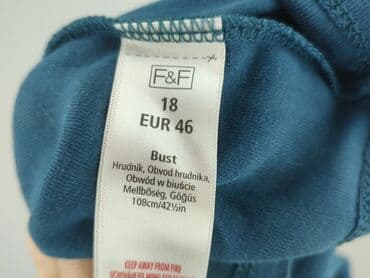 F&F
18
EUR 46
Bust
Hrudník, Obvod hrudníka,
Obwód w biuście
Mellbőség, Göğüs
108cm/42½in
KEEP AWAY FROM FIRE